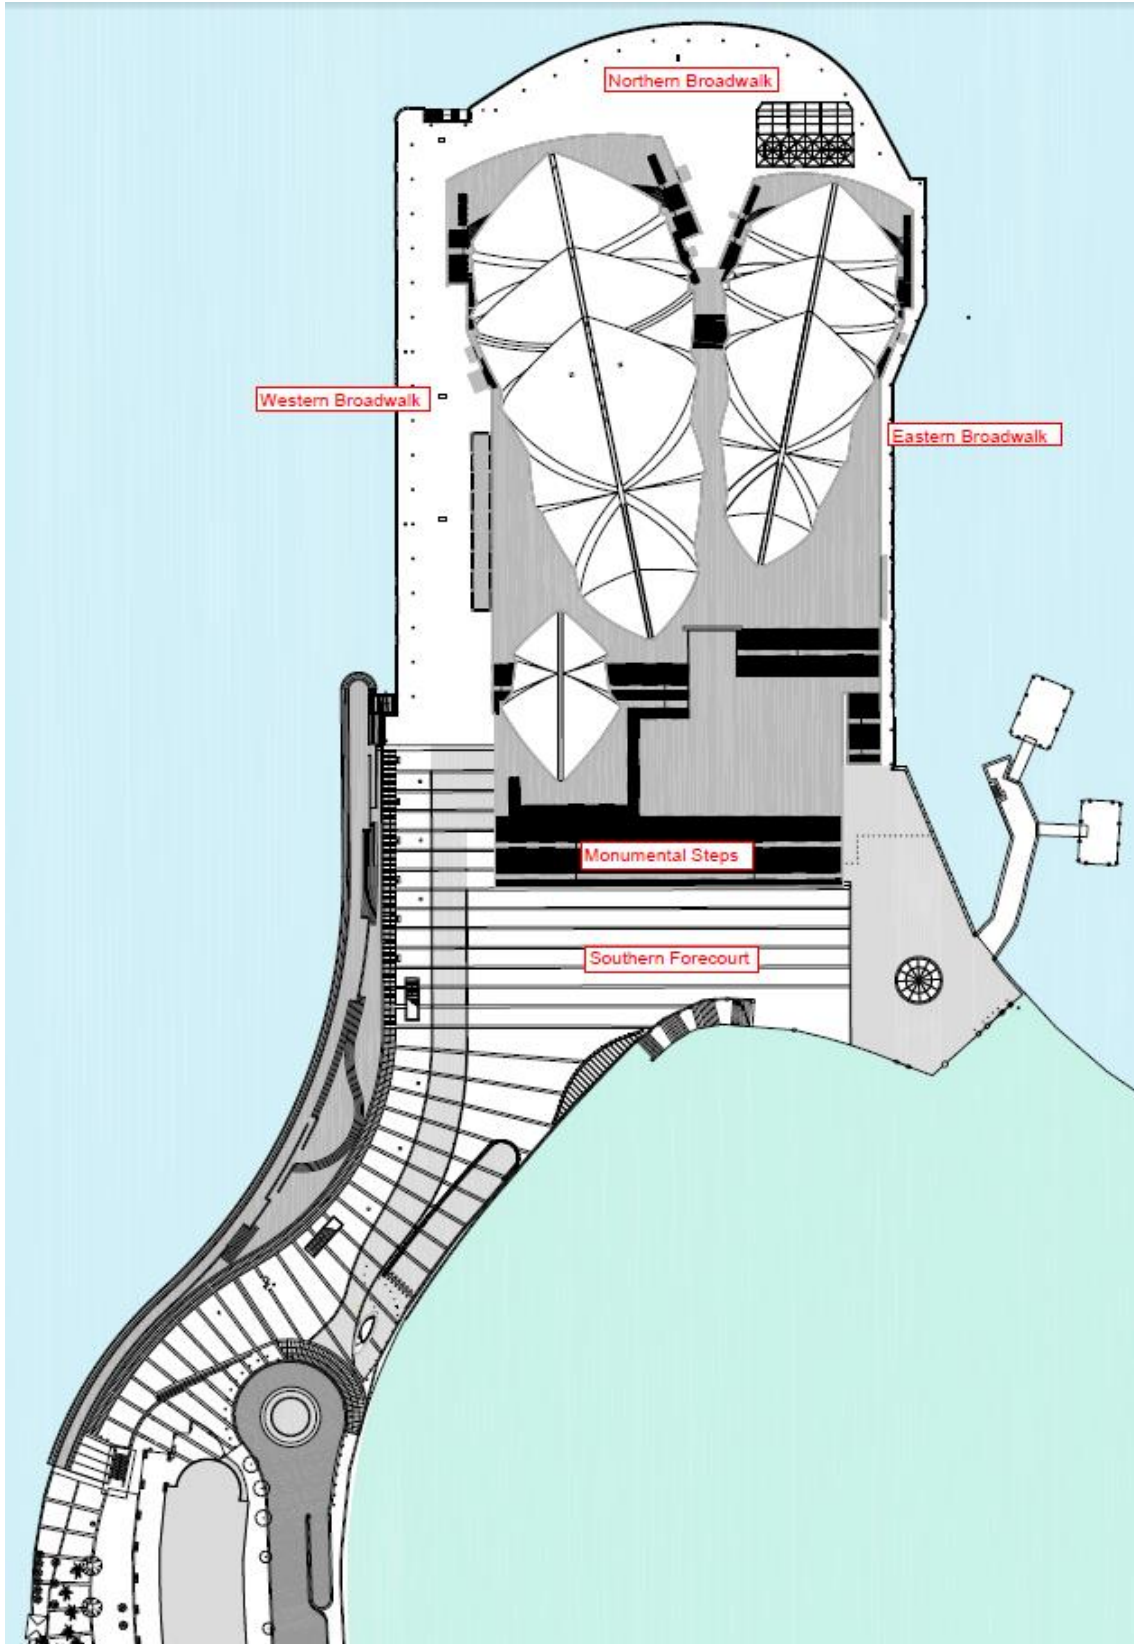 Northern Broadwalk
Western Broadwalk
Eastern Broadwalk
Monumental Steps
Southern Forecourt